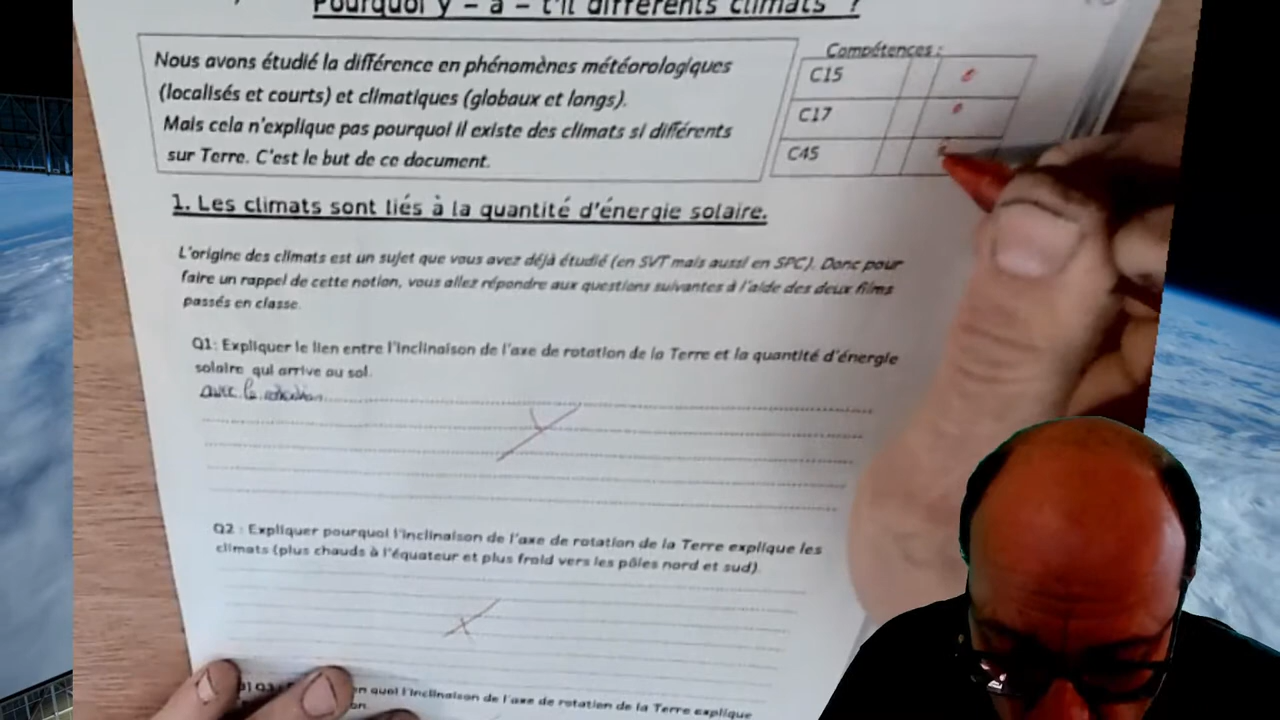 Pourquoi y – a – t'il différents climats ?
Nous avons étudié la différence en phénomènes météorologiques
(localisés et courts) et climatiques (globaux et longs).
Mais cela n'explique pas pourquoi il existe des climats si différents
sur Terre. C'est le but de ce document.
Compétences :
C15
C17
C45
1. Les climats sont liés à la quantité d'énergie solaire.
L'origine des climats est un sujet que vous avez déjà étudié (en SVT mais aussi en SPC). Donc pour
faire un rappel de cette notion, vous allez répondre aux questions suivantes à l'aide des deux films
passés en classe.
Q1: Expliquer le lien entre l'inclinaison de l'axe de rotation de la Terre et la quantité d'énergie
solaire qui arrive au sol.
avec la
Q2 : Expliquer pourquoi l'inclinaison de l'axe de rotation de la Terre explique les
climats (plus chauds à l'équateur et plus froid vers les pôles nord et sud).
Q3 en quoi l'inclinaison de l'axe de rotation de la Terre explique